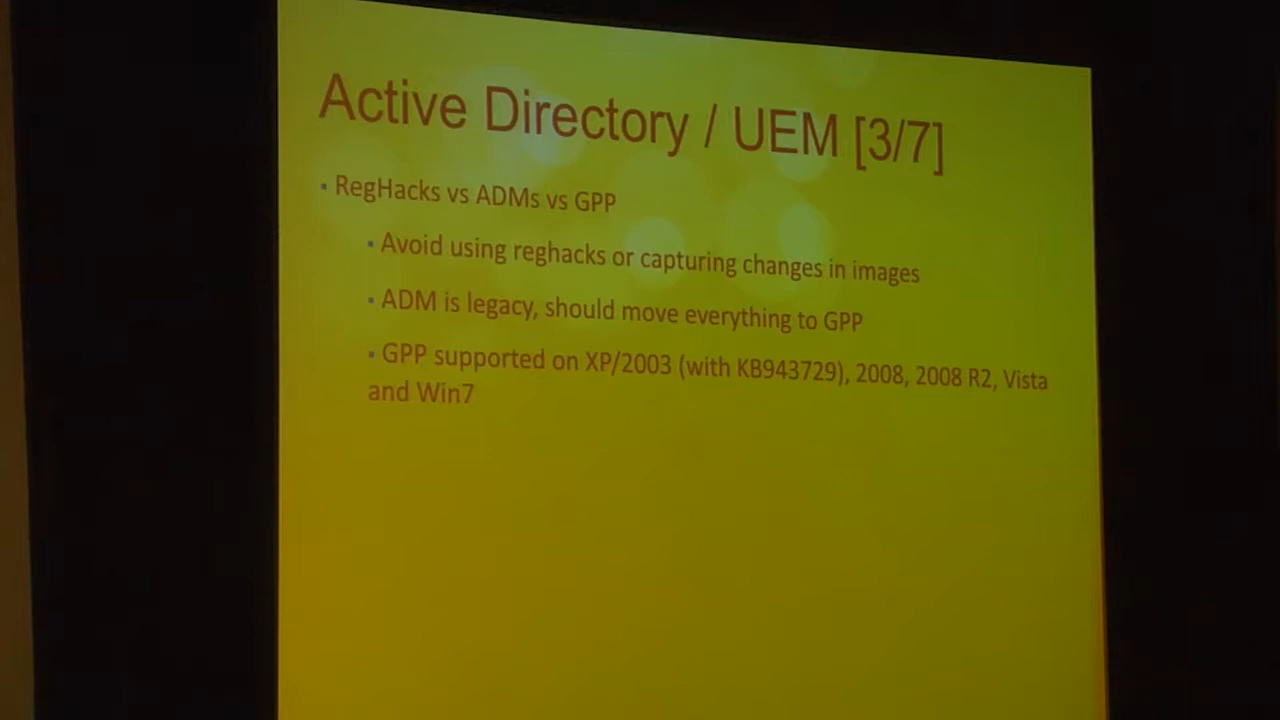 Active Directory / UEM [3/7]
▪ RegHacks vs ADMs vs GPP
▪ Avoid using reghacks or capturing changes in images
▪ ADM is legacy, should move everything to GPP
▪ GPP supported on XP/2003 (with KB943729), 2008, 2008 R2, Vista
and Win7